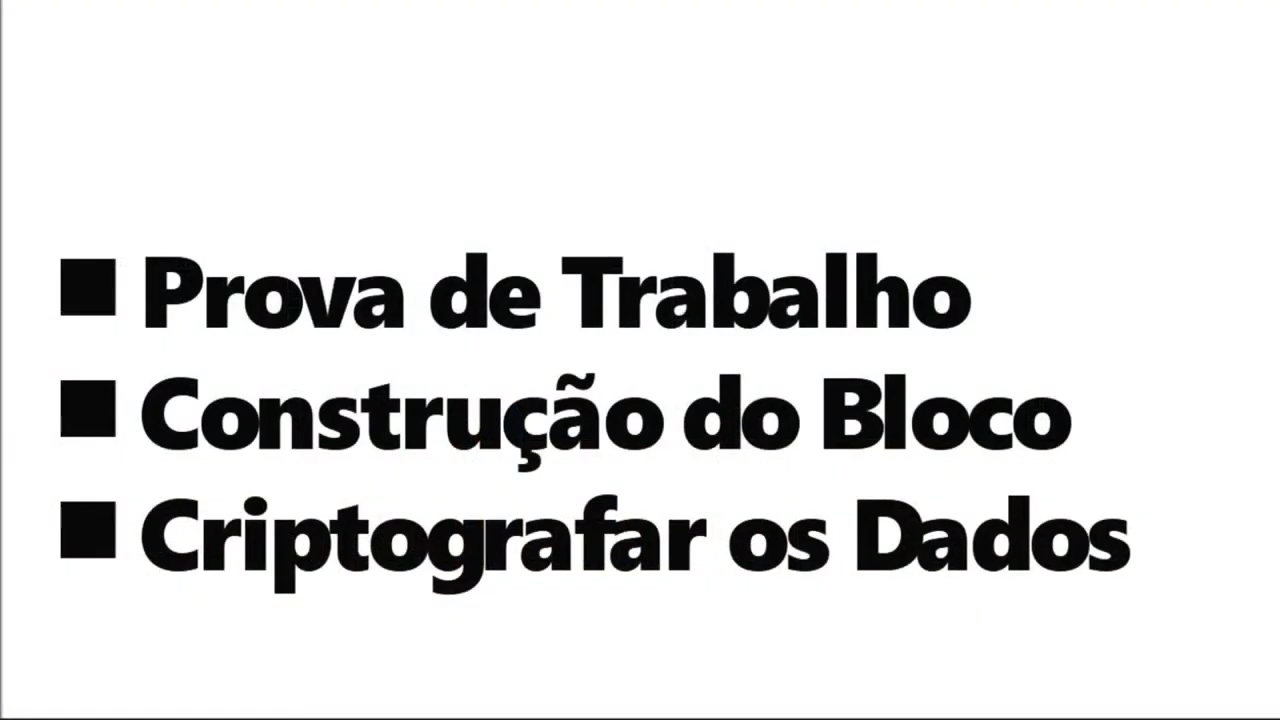 ■ Prova de Trabalho
■ Construção do Bloco
■ Criptografar os Dados